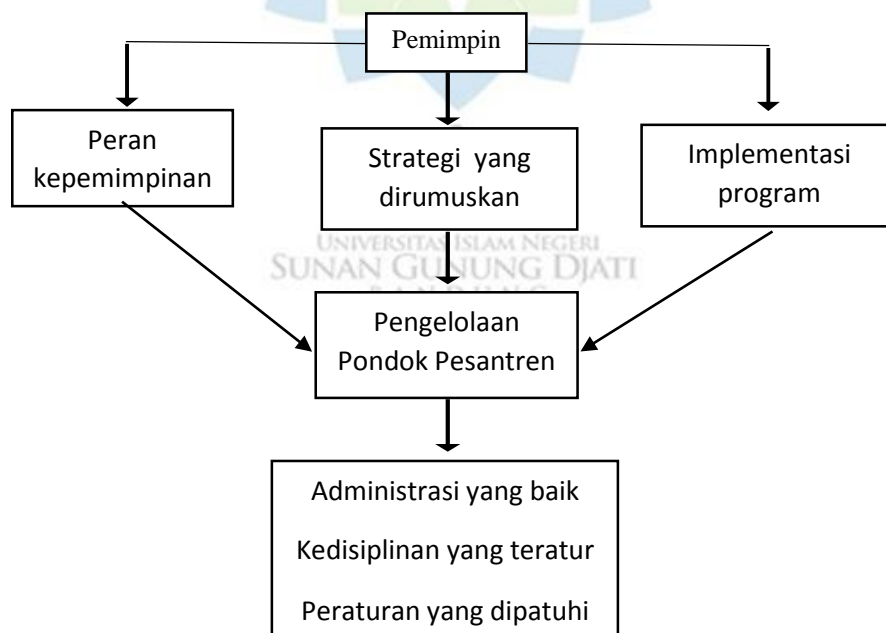 Pemimpin
Peran
kepemimpinan
Strategi yang
dirumuskan
Implementasi
program
UNIVERSITAS ISLAM NEGERI
SUNAN GUNUNG DJATI
BANDUNG
Pengelolaan
Pondok Pesantren
Administrasi yang baik
Kedisiplinan yang teratur
Peraturan yang dipatuhi